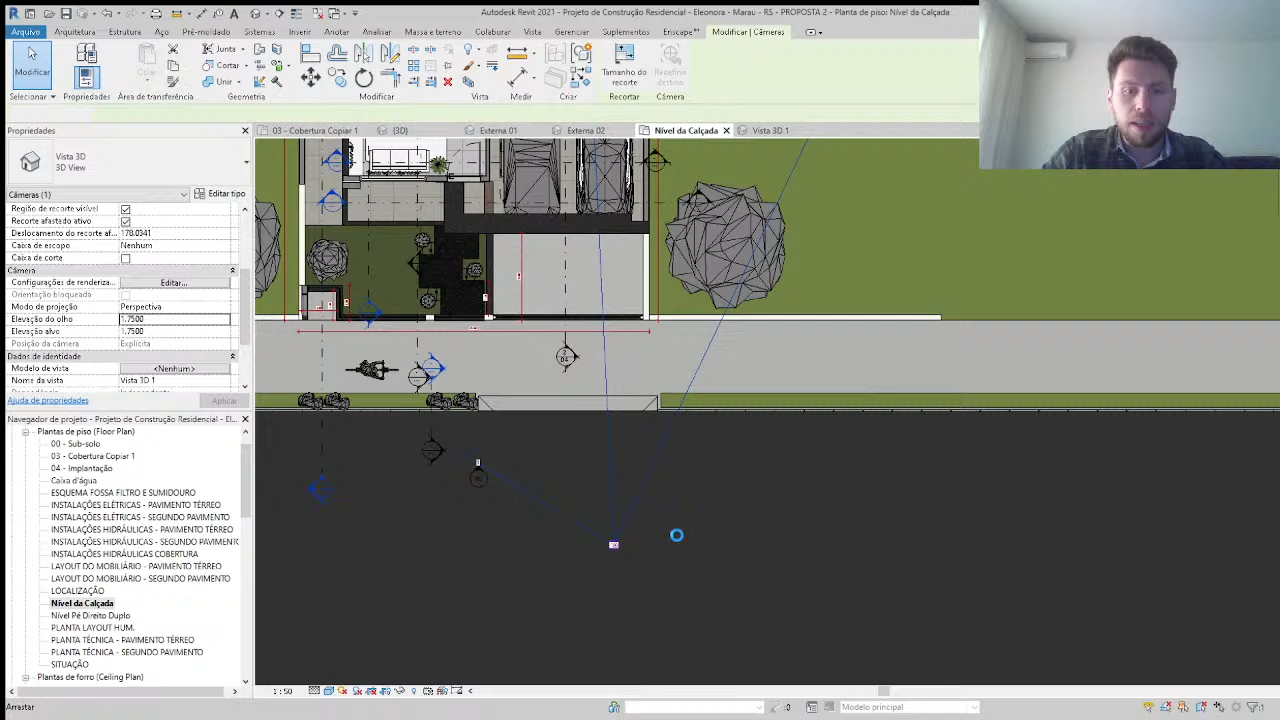 Autodesk Revit 2021 - Projeto de Construção Residencial - Eleonora - Marau - RS - PROPOSTA 2 - Planta de piso: Nível da Calçada
Arquivo Arquitetura Estrutura Aço Pré-moldado Sistemas Inserir Anotar Analisar Massa e terreno Colaborar Vista Gerenciar Enscape™ Modificar | Câmeras
Modificar Propriedades Colar Junta Cortar Unir Tamanho do recorte Redefinir destino
Selecionar Propriedades Área de transferência Geometria Modificar Vista Medir Criar Recortar Câmera
Propriedades
03 - Cobertura Copiar 1 {3D} Externa 01 Externa 02 Nível da Calçada Vista 3D 1
Vista 3D
3D View
Câmeras (1) Editar tipo
Região de recorte visível
Recorte afastado ativo
Deslocamento do recorte af... 178.0341
Caixa de escopo Nenhum
Caixa de corte
Câmera
Configurações de renderiza... Editar...
Orientação bloqueada
Modo de projeção Perspectiva
Elevação do olho 1.7500
Elevação alvo 1.7500
Posição da câmera Explícita
Dados de identidade
Modelo de vista <Nenhum>
Nome da vista Vista 3D 1
Ajuda de propriedades Aplicar
Navegador de projeto - Projeto de Construção Residencial - El...
Plantas de piso (Floor Plan)
00 - Sub-solo
03 - Cobertura Copiar 1
04 - Implantação
Caixa d'água
ESQUEMA FOSSA FILTRO E SUMIDOURO
INSTALAÇÕES ELÉTRICAS - PAVIMENTO TÉRREO
INSTALAÇÕES ELÉTRICAS - SEGUNDO PAVIMENTO
INSTALAÇÕES HIDRÁULICAS - PAVIMENTO TÉRREO
INSTALAÇÕES HIDRÁULICAS - SEGUNDO PAVIMENT
INSTALAÇÕES HIDRÁULICAS COBERTURA
LAYOUT DO MOBILIÁRIO - PAVIMENTO TÉRREO
LAYOUT DO MOBILIÁRIO - SEGUNDO PAVIMENTO
LOCALIZAÇÃO
Nível da Calçada
Nível Pé Direito Duplo
PLANTA LAYOUT HUM.
PLANTA TÉCNICA - PAVIMENTO TÉRREO
PLANTA TÉCNICA - SEGUNDO PAVIMENTO
SITUAÇÃO
Plantas de forro (Ceiling Plan)
1 : 50
Arrastar :0 Modelo principal :1